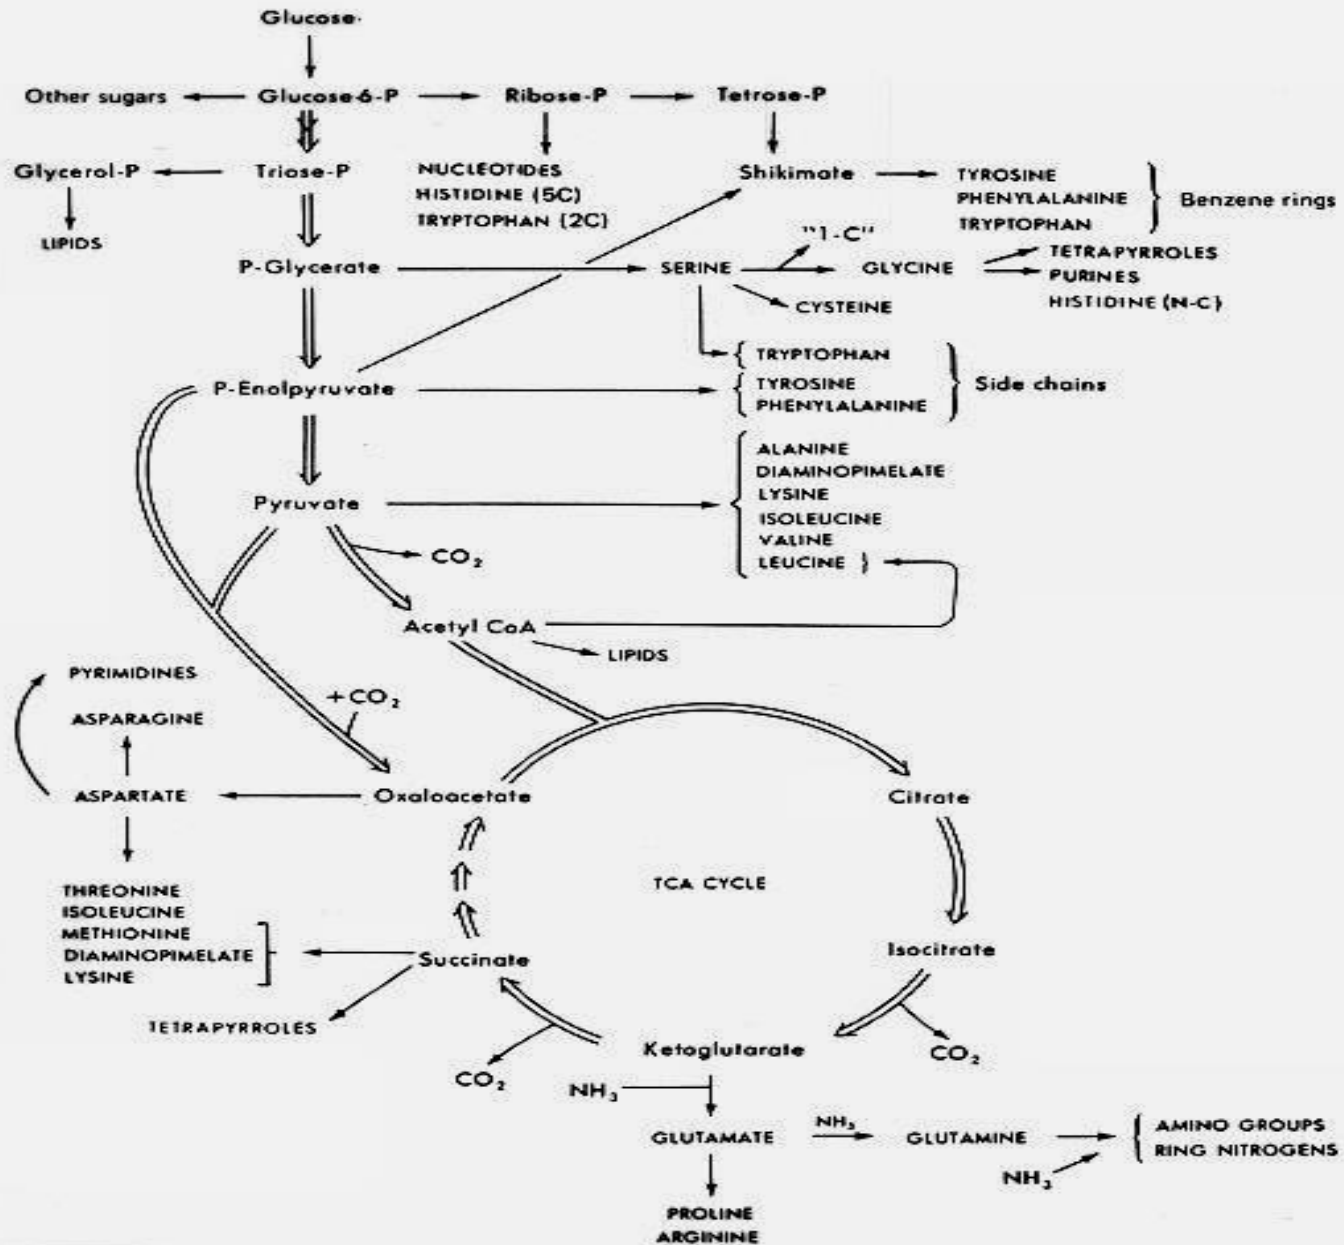 Glucose
Other sugars
Glucose-6-P
Ribose-P
Tetrose-P
Glycerol-P
Triose-P
NUCLEOTIDES
HISTIDINE (5C)
TRYPTOPHAN (2C)
Shikimate
TYROSINE
PHENYLALANINE
TRYPTOPHAN
Benzene rings
LIPIDS
P-Glycerate
SERINE
"1-C"
GLYCINE
TETRAPYRROLES
PURINES
HISTIDINE (N-C)
CYSTEINE
TRYPTOPHAN
TYROSINE
PHENYLALANINE
Side chains
P-Enolpyruvate
ALANINE
DIAMINOPIMELATE
LYSINE
ISOLEUCINE
VALINE
LEUCINE
Pyruvate
CO₂
Acetyl CoA
LIPIDS
PYRIMIDINES
ASPARAGINE
+CO₂
ASPARTATE
Oxaloacetate
Citrate
TCA CYCLE
THREONINE
ISOLEUCINE
METHIONINE
DIAMINOPIMELATE
LYSINE
Succinate
Isocitrate
TETRAPYRROLES
CO₂
Ketoglutarate
CO₂
NH₃
GLUTAMATE
NH₃
GLUTAMINE
NH₃
AMINO GROUPS
RING NITROGENS
PROLINE
ARGININE